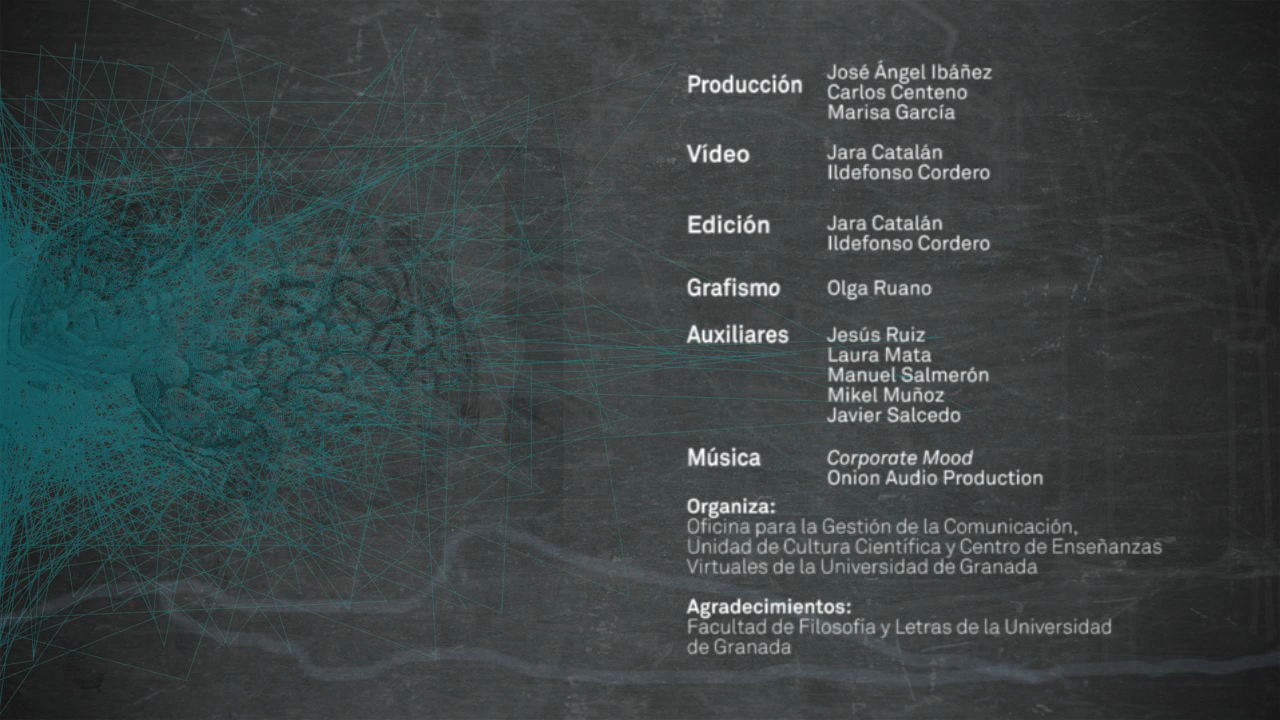 Producción
José Ángel Ibáñez
Carlos Centeno
Marisa García
Vídeo
Jara Catalán
Ildefonso Cordero
Edición
Jara Catalán
Ildefonso Cordero
Grafismo
Olga Ruano
Auxiliares
Jesús Ruiz
Laura Mata
Manuel Salmerón
Mikel Muñoz
Javier Salcedo
Música
Corporate Mood
Onion Audio Production
Organiza:
Oficina para la Gestión de la Comunicación,
Unidad de Cultura Científica y Centro de Enseñanzas
Virtuales de la Universidad de Granada
Agradecimientos:
Facultad de Filosofía y Letras de la Universidad
de Granada